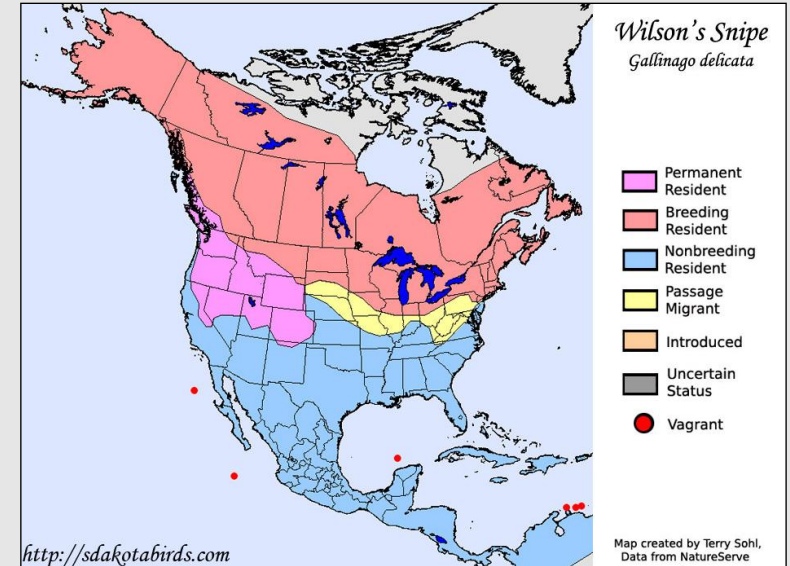 Wilson's Snipe
Gallinago delicata
Permanent
Resident
Breeding
Resident
Nonbreeding
Resident
Passage
Migrant
Introduced
Uncertain
Status
Vagrant
Map created by Terry Sohl,
Data from NatureServe
http://sdakotabirds.com